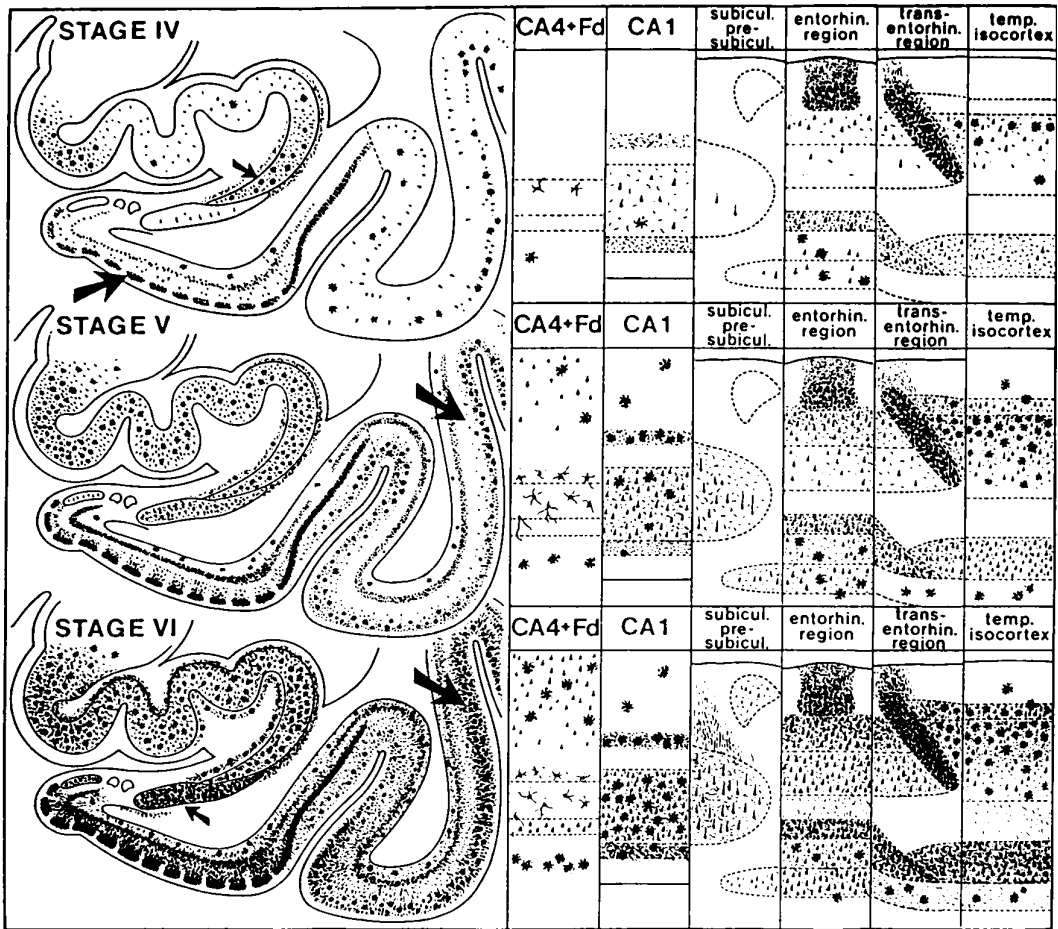 STAGE IV
CA4+Fd
CA1
subicul.
pre-
subicul.
entorhin.
region
trans-
entorhin.
region
temp.
isocortex
STAGE V
CA4+Fd
CA1
subicul.
pre-
subicul.
entorhin.
region
trans-
entorhin.
region
temp.
isocortex
STAGE VI
CA4+Fd
CA1
subicul.
pre-
subicul.
entorhin.
region
trans-
entorhin.
region
temp.
isocortex